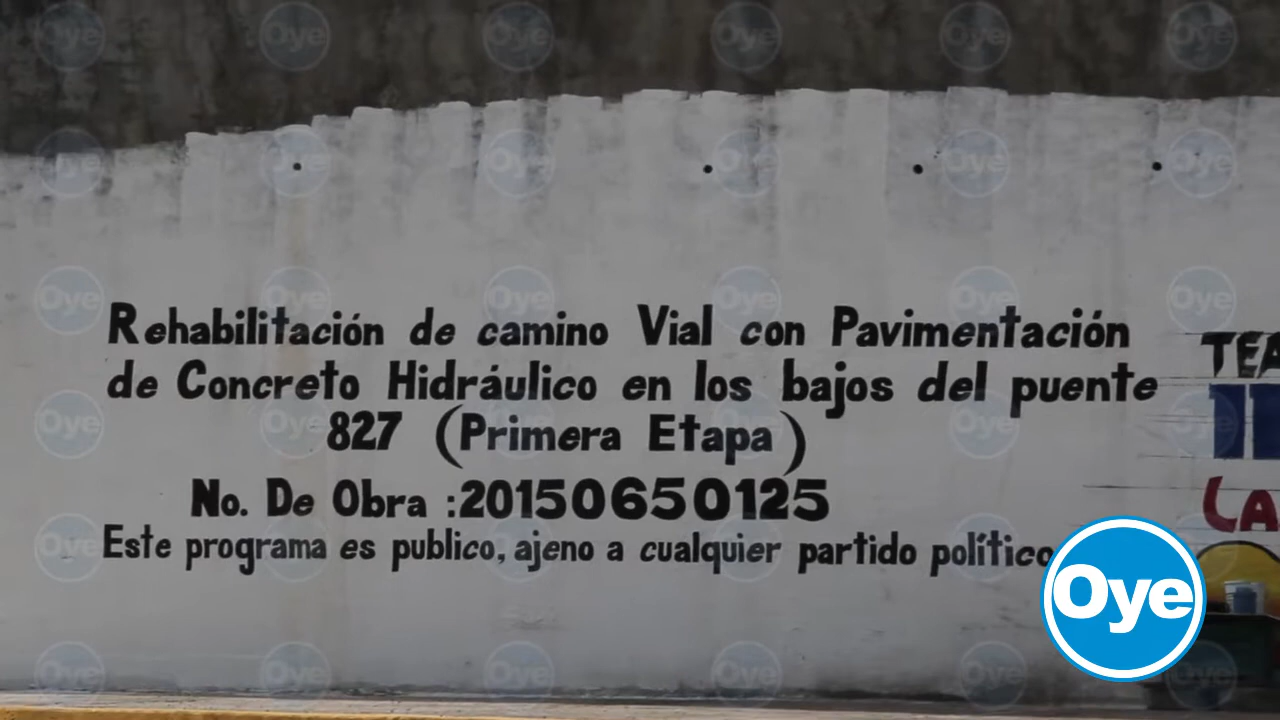 Rehabilitación de camino Vial con Pavimentación
de Concreto Hidráulico en los bajos del puente
827 (Primera Etapa)
No. De Obra :20150650125
Este programa es publico, ajeno a cualquier partido político
Oye